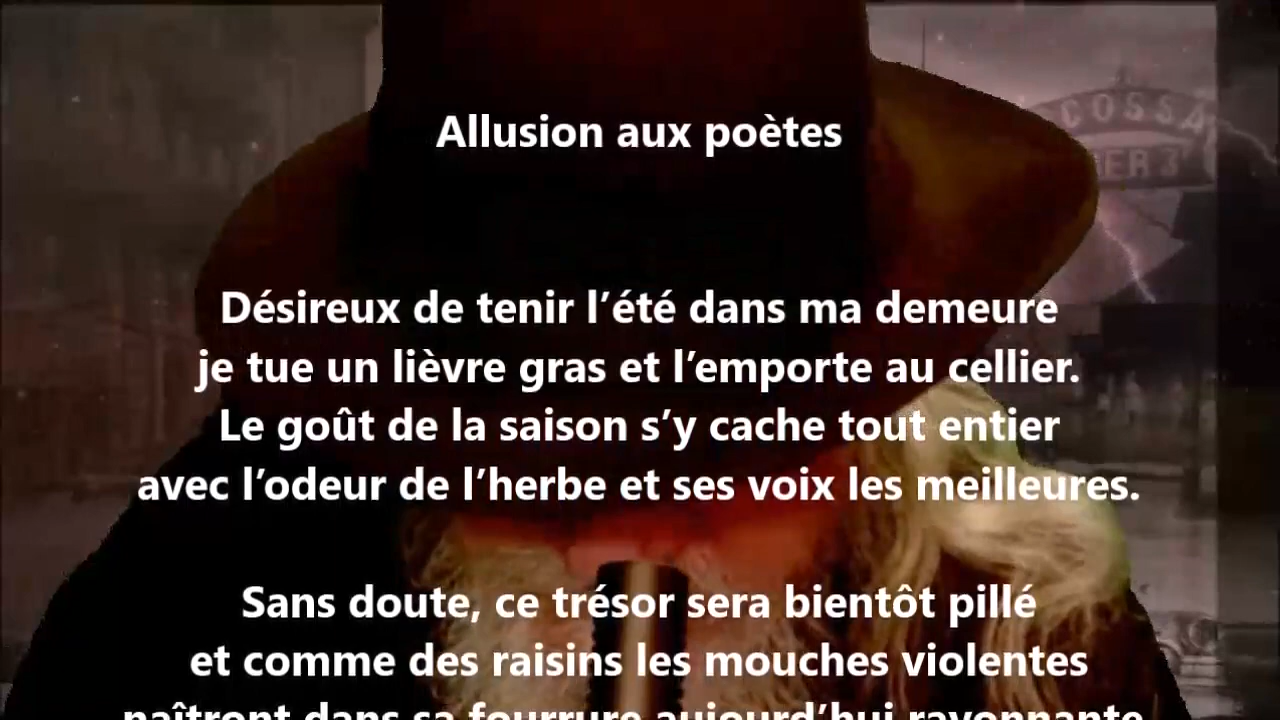 COSSA
Allusion aux poètes
Désireux de tenir l’été dans ma demeure
je tue un lièvre gras et l’emporte au cellier.
Le goût de la saison s’y cache tout entier
avec l’odeur de l’herbe et ses voix les meilleures.
Sans doute, ce trésor sera bientôt pillé
et comme des raisins les mouches violentes
naîtront dans sa fourrure aujourd’hui rayonnante